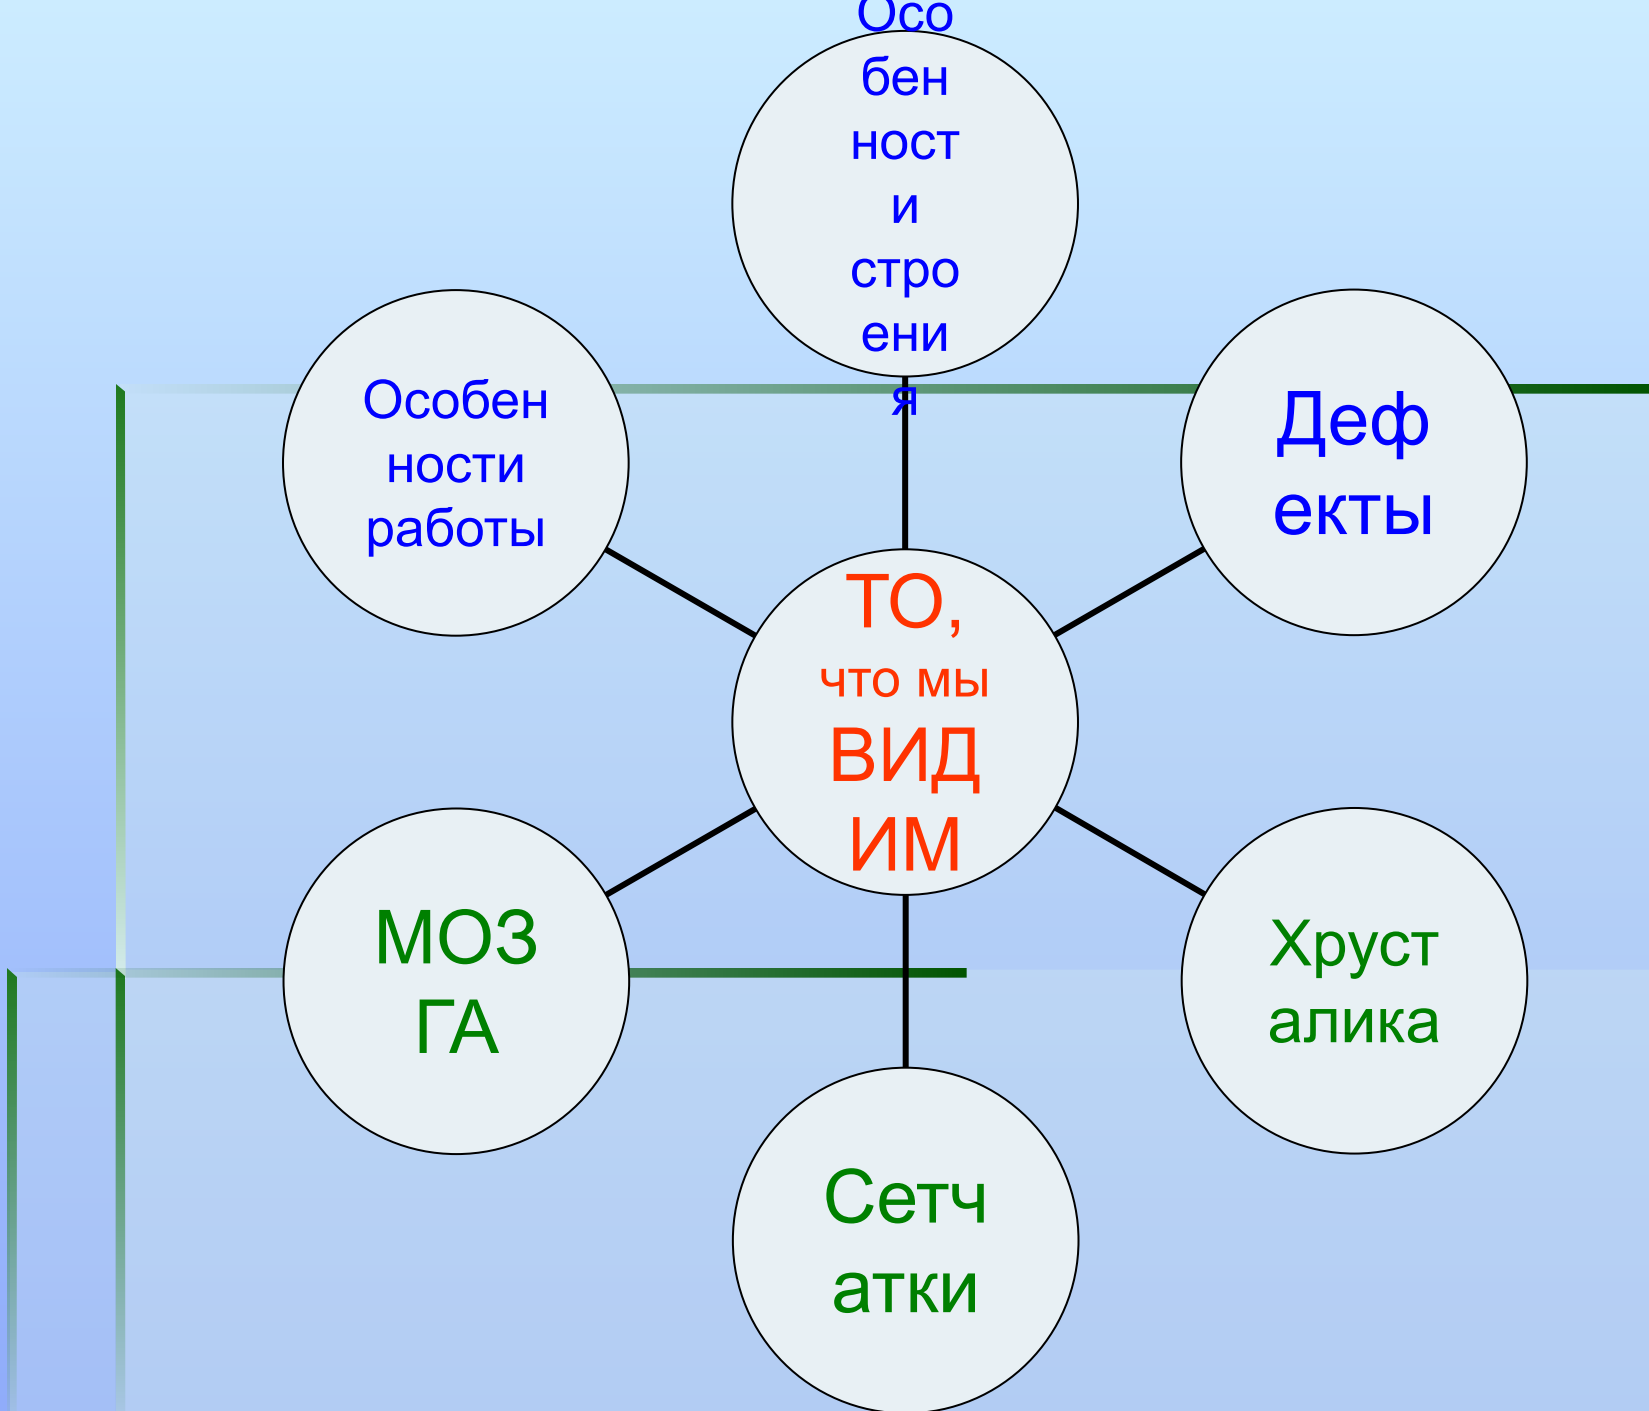 Осо
бен
ност
и
стро
ени
я
Особен
ности
работы
Деф
екты
ТО,
что мы
ВИД
ИМ
МОЗ
ГА
Хруст
алика
Сетч
атки